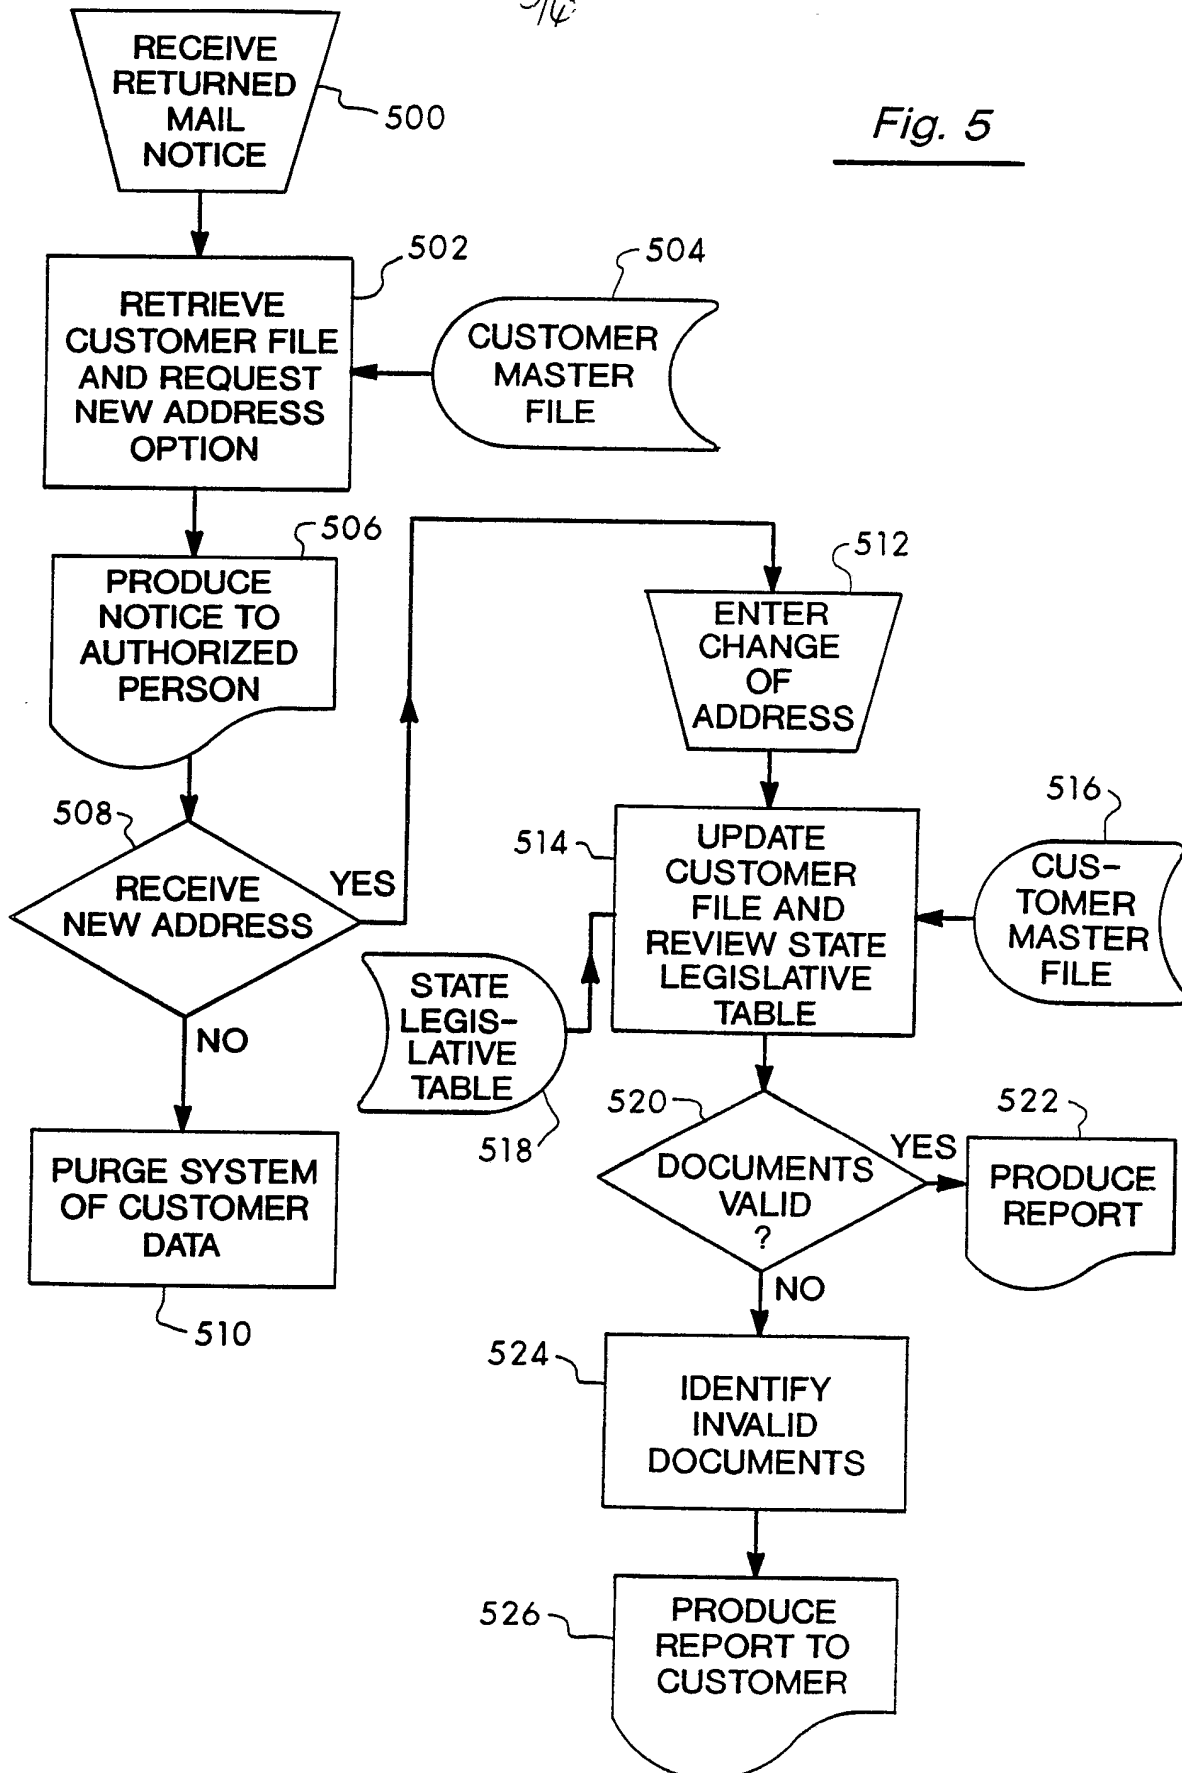 5/4
RECEIVE
RETURNED
MAIL
NOTICE
500
Fig. 5
502
504
RETRIEVE
CUSTOMER FILE
AND REQUEST
NEW ADDRESS
OPTION
CUSTOMER
MASTER
FILE
506
PRODUCE
NOTICE TO
AUTHORIZED
PERSON
508
RECEIVE
NEW ADDRESS
YES
NO
PURGE SYSTEM
OF CUSTOMER
DATA
510
512
ENTER
CHANGE
OF
ADDRESS
514
UPDATE
CUSTOMER
FILE AND
REVIEW STATE
LEGISLATIVE
TABLE
516
CUS-
TOMER
MASTER
FILE
STATE
LEGIS-
LATIVE
TABLE
518
520
DOCUMENTS
VALID
?
YES
522
PRODUCE
REPORT
NO
524
IDENTIFY
INVALID
DOCUMENTS
526
PRODUCE
REPORT TO
CUSTOMER